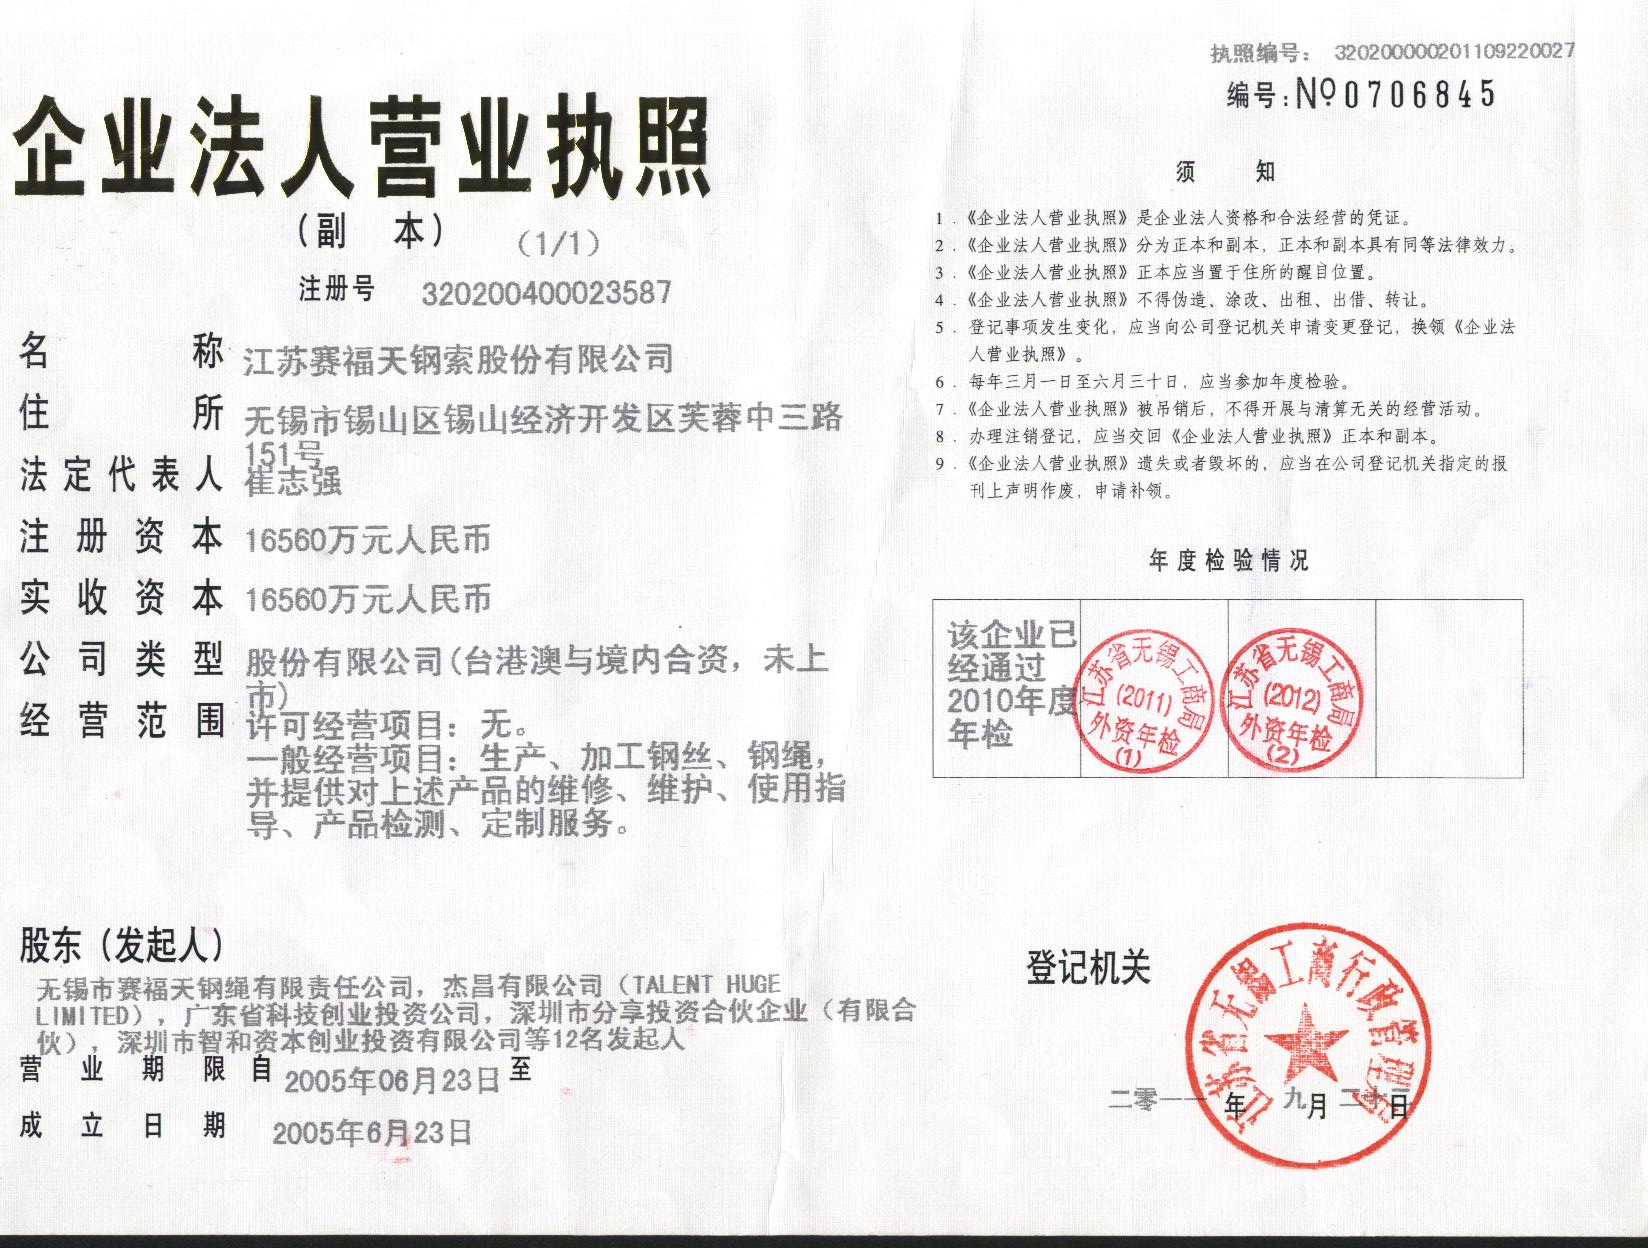 执照编号： 320200000201109220027
编号:№0706845
企业法人营业执照
（副 本） （1/1）
注册号 320200400023587
名 称 江苏赛福天钢索股份有限公司
住 所 无锡市锡山区锡山经济开发区芙蓉中三路
151号
法定代表人 崔志强
注册资本 16560万元人民币
实收资本 16560万元人民币
公司类型 股份有限公司(台港澳与境内合资，未上
市)
经营范围 许可经营项目：无。
一般经营项目：生产、加工钢丝、钢绳，
并提供对上述产品的维修、维护、使用指
导、产品检测、定制服务。
股东（发起人）
无锡市赛福天钢绳有限责任公司，杰昌有限公司（TALENT HUGE
LIMITED），广东省科技创业投资公司，深圳市分享投资合伙企业（有限合
伙），深圳市智和资本创业投资有限公司等12名发起人
营业期限自 2005年06月23日 至
成立日期 2005年6月23日
须 知
1．《企业法人营业执照》是企业法人资格和合法经营的凭证。
2．《企业法人营业执照》分为正本和副本，正本和副本具有同等法律效力。
3．《企业法人营业执照》正本应当置于住所的醒目位置。
4．《企业法人营业执照》不得伪造、涂改、出租、出借、转让。
5．登记事项发生变化，应当向公司登记机关申请变更登记，换领《企业法
人营业执照》。
6．每年三月一日至六月三十日，应当参加年度检验。
7．《企业法人营业执照》被吊销后，不得开展与清算无关的经营活动。
8．办理注销登记，应当交回《企业法人营业执照》正本和副本。
9．《企业法人营业执照》遗失或者毁坏的，应当在公司登记机关指定的报
刊上声明作废，申请补领。
年度检验情况
该企业已
经通过
2010年度
年检
江苏省无锡工商局
(2011)
外资年检
(1)
江苏省无锡工商局
(2012)
外资年检
(2)
登记机关
江苏省无锡工商行政管理局
二零一一 年 九 月 二十二 日